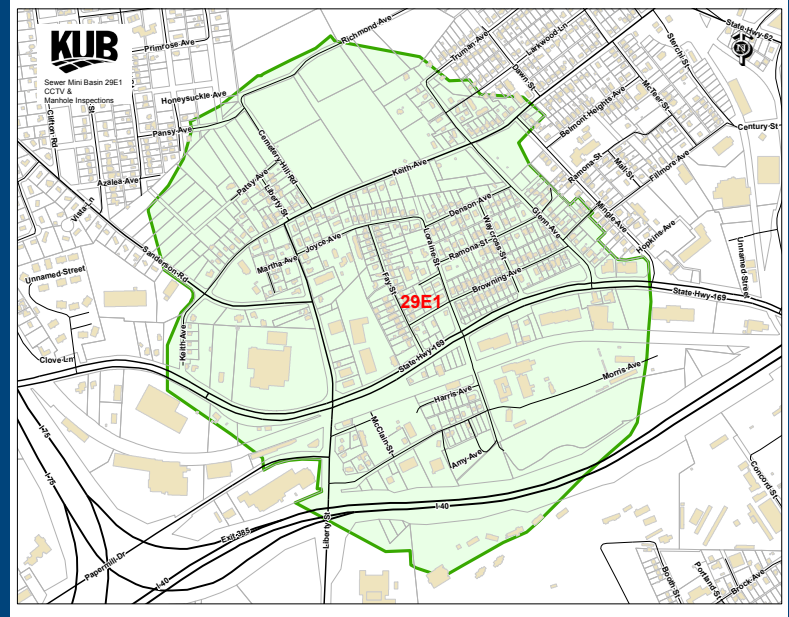 KUB
Sewer Mini Basin 29E1
CCTV &
Manhole Inspections
Primrose Ave
Richmond Ave
Truman Ave
Larkwood Ln
State Hwy 62
Sterchi St
N
Honeysuckle Ave
Dawn St
McTeer St
Clifton Rd
St
Pansy Ave
Cemetery Hill Rd
Belmont Heights Ave
Century St
Keith Ave
Ramona St
Mall St
Fillmore Ave
Azalea Ave
Patsy Ave
Liberty St
Vista Ln
Denson Ave
Mingle Ave
Waycross St
Glenn Ave
Hopkins Ave
Joyce Ave
Loraine St
Ramona St
Sanderson Rd
Martha Ave
Unnamed Street
Unnamed Street
Fay St
Browning Ave
29E1
State Hwy 169
Keith Ave
State Hwy 169
Clove Ln
Morris Ave
Harris Ave
McClain St
I-75
I-75
Amy Ave
Concord St
I-40
Exit 385
Liberty St
Papermill Dr
I-40
Booth St
Portland St
Brock Ave